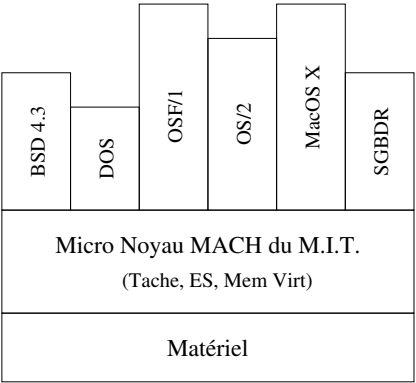 BSD 4.3
DOS
OSF/1
OS/2
MacOS X
SGBDR
Micro Noyau MACH du M.I.T.
(Tache, ES, Mem Virt)
Matériel